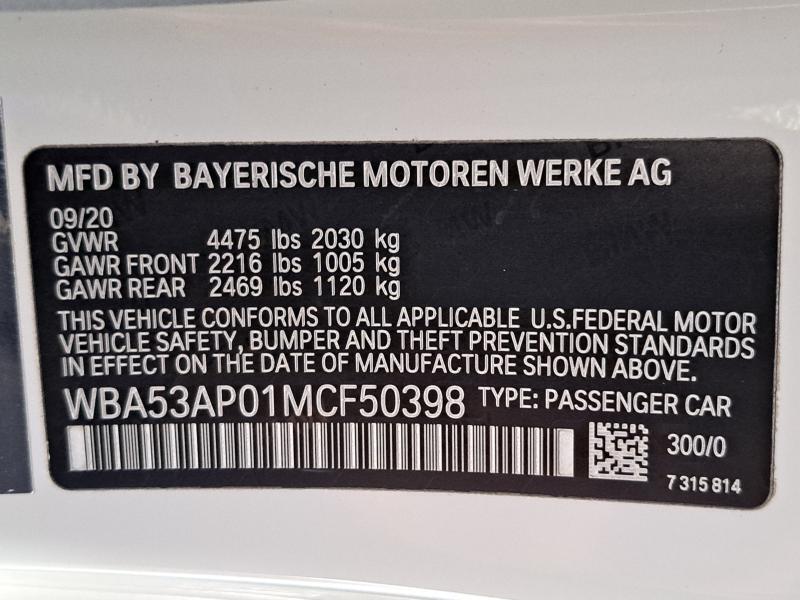 MFD BY BAYERISCHE MOTOREN WERKE AG
09/20
GVWR 4475 lbs 2030 kg
GAWR FRONT 2216 lbs 1005 kg
GAWR REAR 2469 lbs 1120 kg
THIS VEHICLE CONFORMS TO ALL APPLICABLE U.S.FEDERAL MOTOR
VEHICLE SAFETY, BUMPER AND THEFT PREVENTION STANDARDS
IN EFFECT ON THE DATE OF MANUFACTURE SHOWN ABOVE.
WBA53AP01MCF50398 TYPE: PASSENGER CAR
300/0
7 315 814